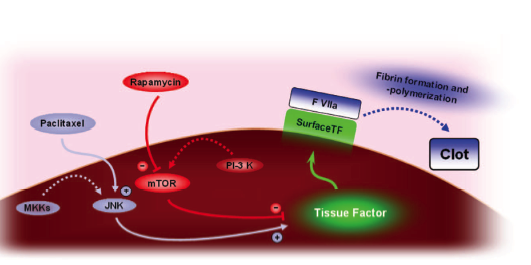 Rapamycin
Fibrin formation and
-polymerization
F VIIa
Paclitaxel
SurfaceTF
Clot
PI-3 K
−
mTOR
+
MKKs
JNK
−
Tissue Factor
+